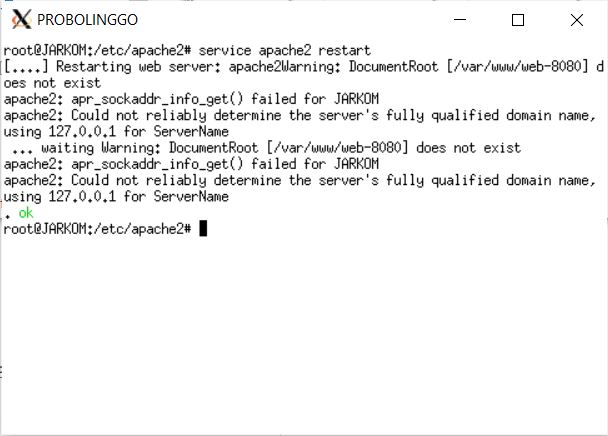 PROBOLINGGO
root@JARKOM:/etc/apache2# service apache2 restart
[....] Restarting web server: apache2Warning: DocumentRoot [/var/www/web-8080] d
oes not exist
apache2: apr_sockaddr_info_get() failed for JARKOM
apache2: Could not reliably determine the server's fully qualified domain name,
using 127.0.0.1 for ServerName
 ... waiting Warning: DocumentRoot [/var/www/web-8080] does not exist
apache2: apr_sockaddr_info_get() failed for JARKOM
apache2: Could not reliably determine the server's fully qualified domain name,
using 127.0.0.1 for ServerName
. ok
root@JARKOM:/etc/apache2#